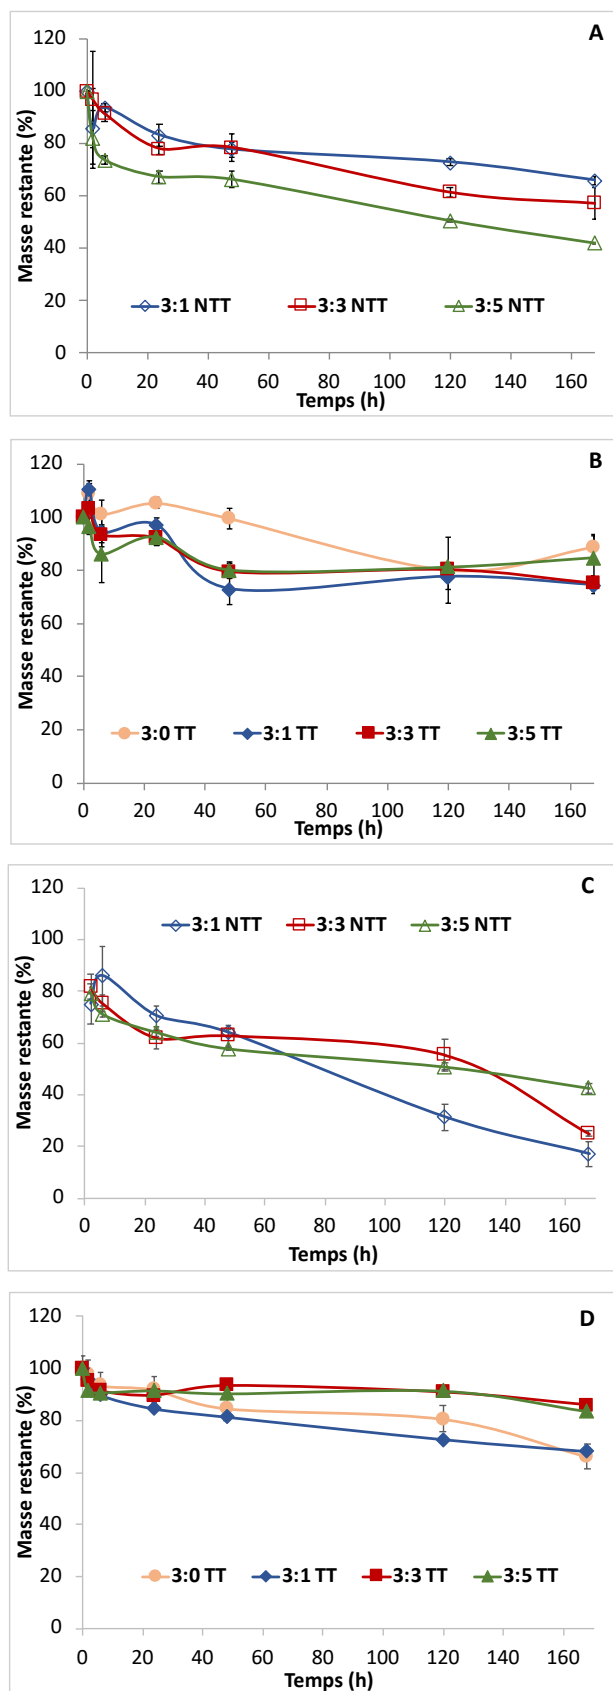 A
120
100
80
60
40
20
0
Masse restante (%)
3:1 NTT 3:3 NTT 3:5 NTT
0 20 40 60 80 100 120 140 160
Temps (h)
B
120
100
80
60
40
20
0
Masse restante (%)
3:0 TT 3:1 TT 3:3 TT 3:5 TT
0 20 40 60 80 100 120 140 160
Temps (h)
C
120
100
80
60
40
20
0
Masse restante (%)
3:1 NTT 3:3 NTT 3:5 NTT
0 20 40 60 80 100 120 140 160
Temps (h)
D
120
100
80
60
40
20
0
Masse restante (%)
3:0 TT 3:1 TT 3:3 TT 3:5 TT
0 20 40 60 80 100 120 140 160
Temps (h)